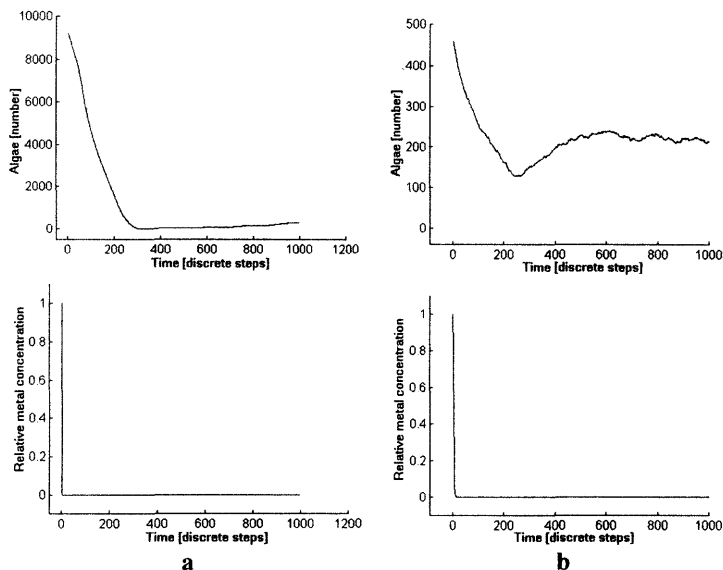 10000
8000
6000
4000
2000
0
Algae [number]
0 200 400 600 800 1000 1200
Time [discrete steps]
500
400
300
200
100
0
Algae [number]
0 200 400 600 800 1000
Time [discrete steps]
1
0.8
0.6
0.4
0.2
0
Relative metal concentration
0 200 400 600 800 1000 1200
Time [discrete steps]
a
1
0.8
0.6
0.4
0.2
0
Relative metal concentration
0 200 400 600 800 1000
Time [discrete steps]
b